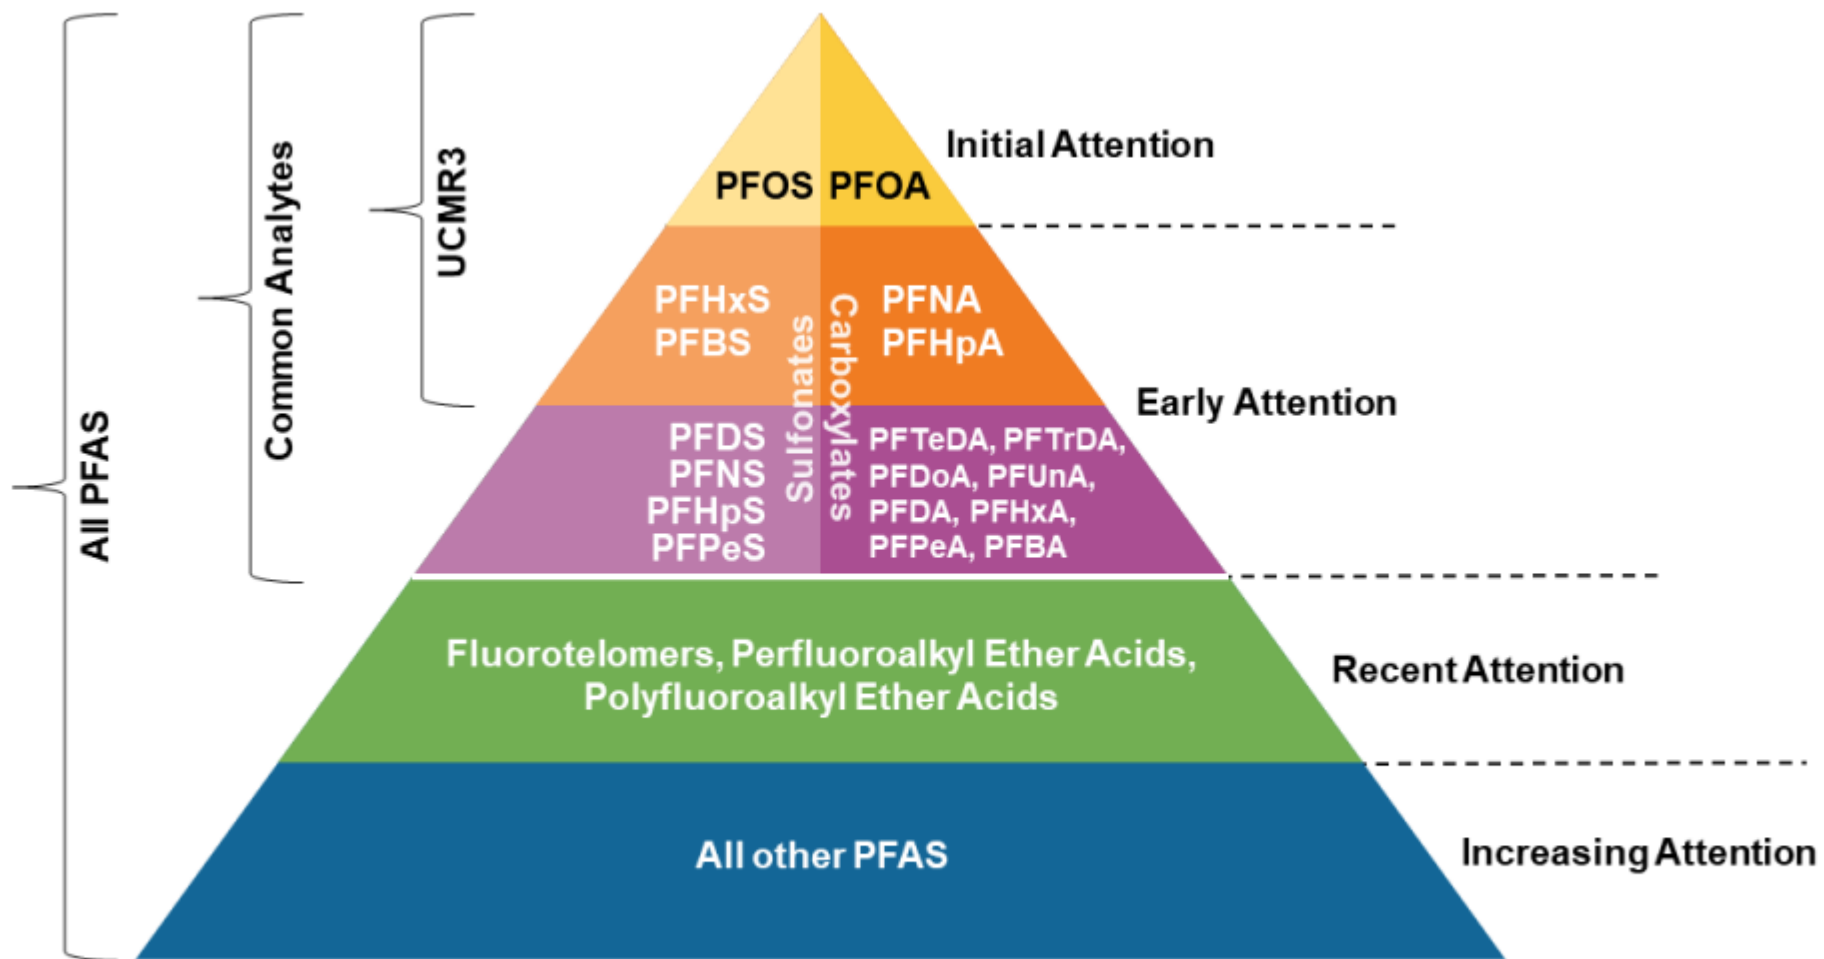 All PFAS
Common Analytes
UCMR3
Initial Attention
PFOS PFOA
PFHxS
PFBS
PFNA
PFHpA
Sulfonates
Carboxylates
Early Attention
PFDS
PFNS
PFHpS
PFPeS
PFTeDA, PFTrDA,
PFDoA, PFUnA,
PFDA, PFHxA,
PFPeA, PFBA
Fluorotelomers, Perfluoroalkyl Ether Acids,
Polyfluoroalkyl Ether Acids
Recent Attention
All other PFAS
Increasing Attention